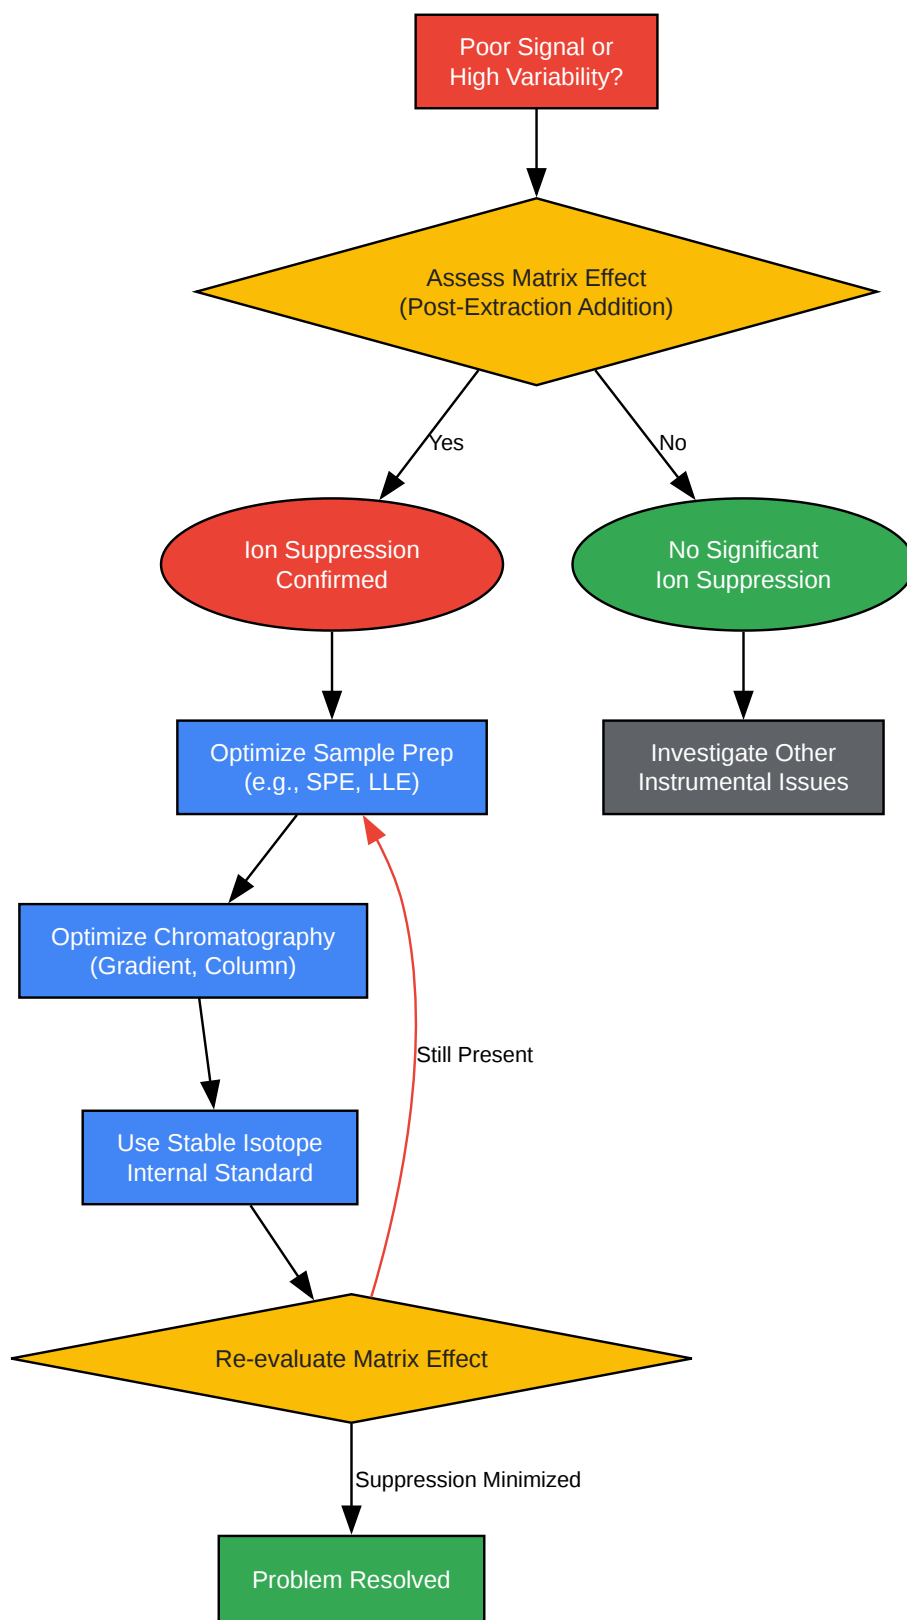 Poor Signal or
High Variability?
Assess Matrix Effect
(Post-Extraction Addition)
Yes
No
Ion Suppression
Confirmed
No Significant
Ion Suppression
Optimize Sample Prep
(e.g., SPE, LLE)
Investigate Other
Instrumental Issues
Optimize Chromatography
(Gradient, Column)
Still Present
Use Stable Isotope
Internal Standard
Re-evaluate Matrix Effect
Suppression Minimized
Problem Resolved